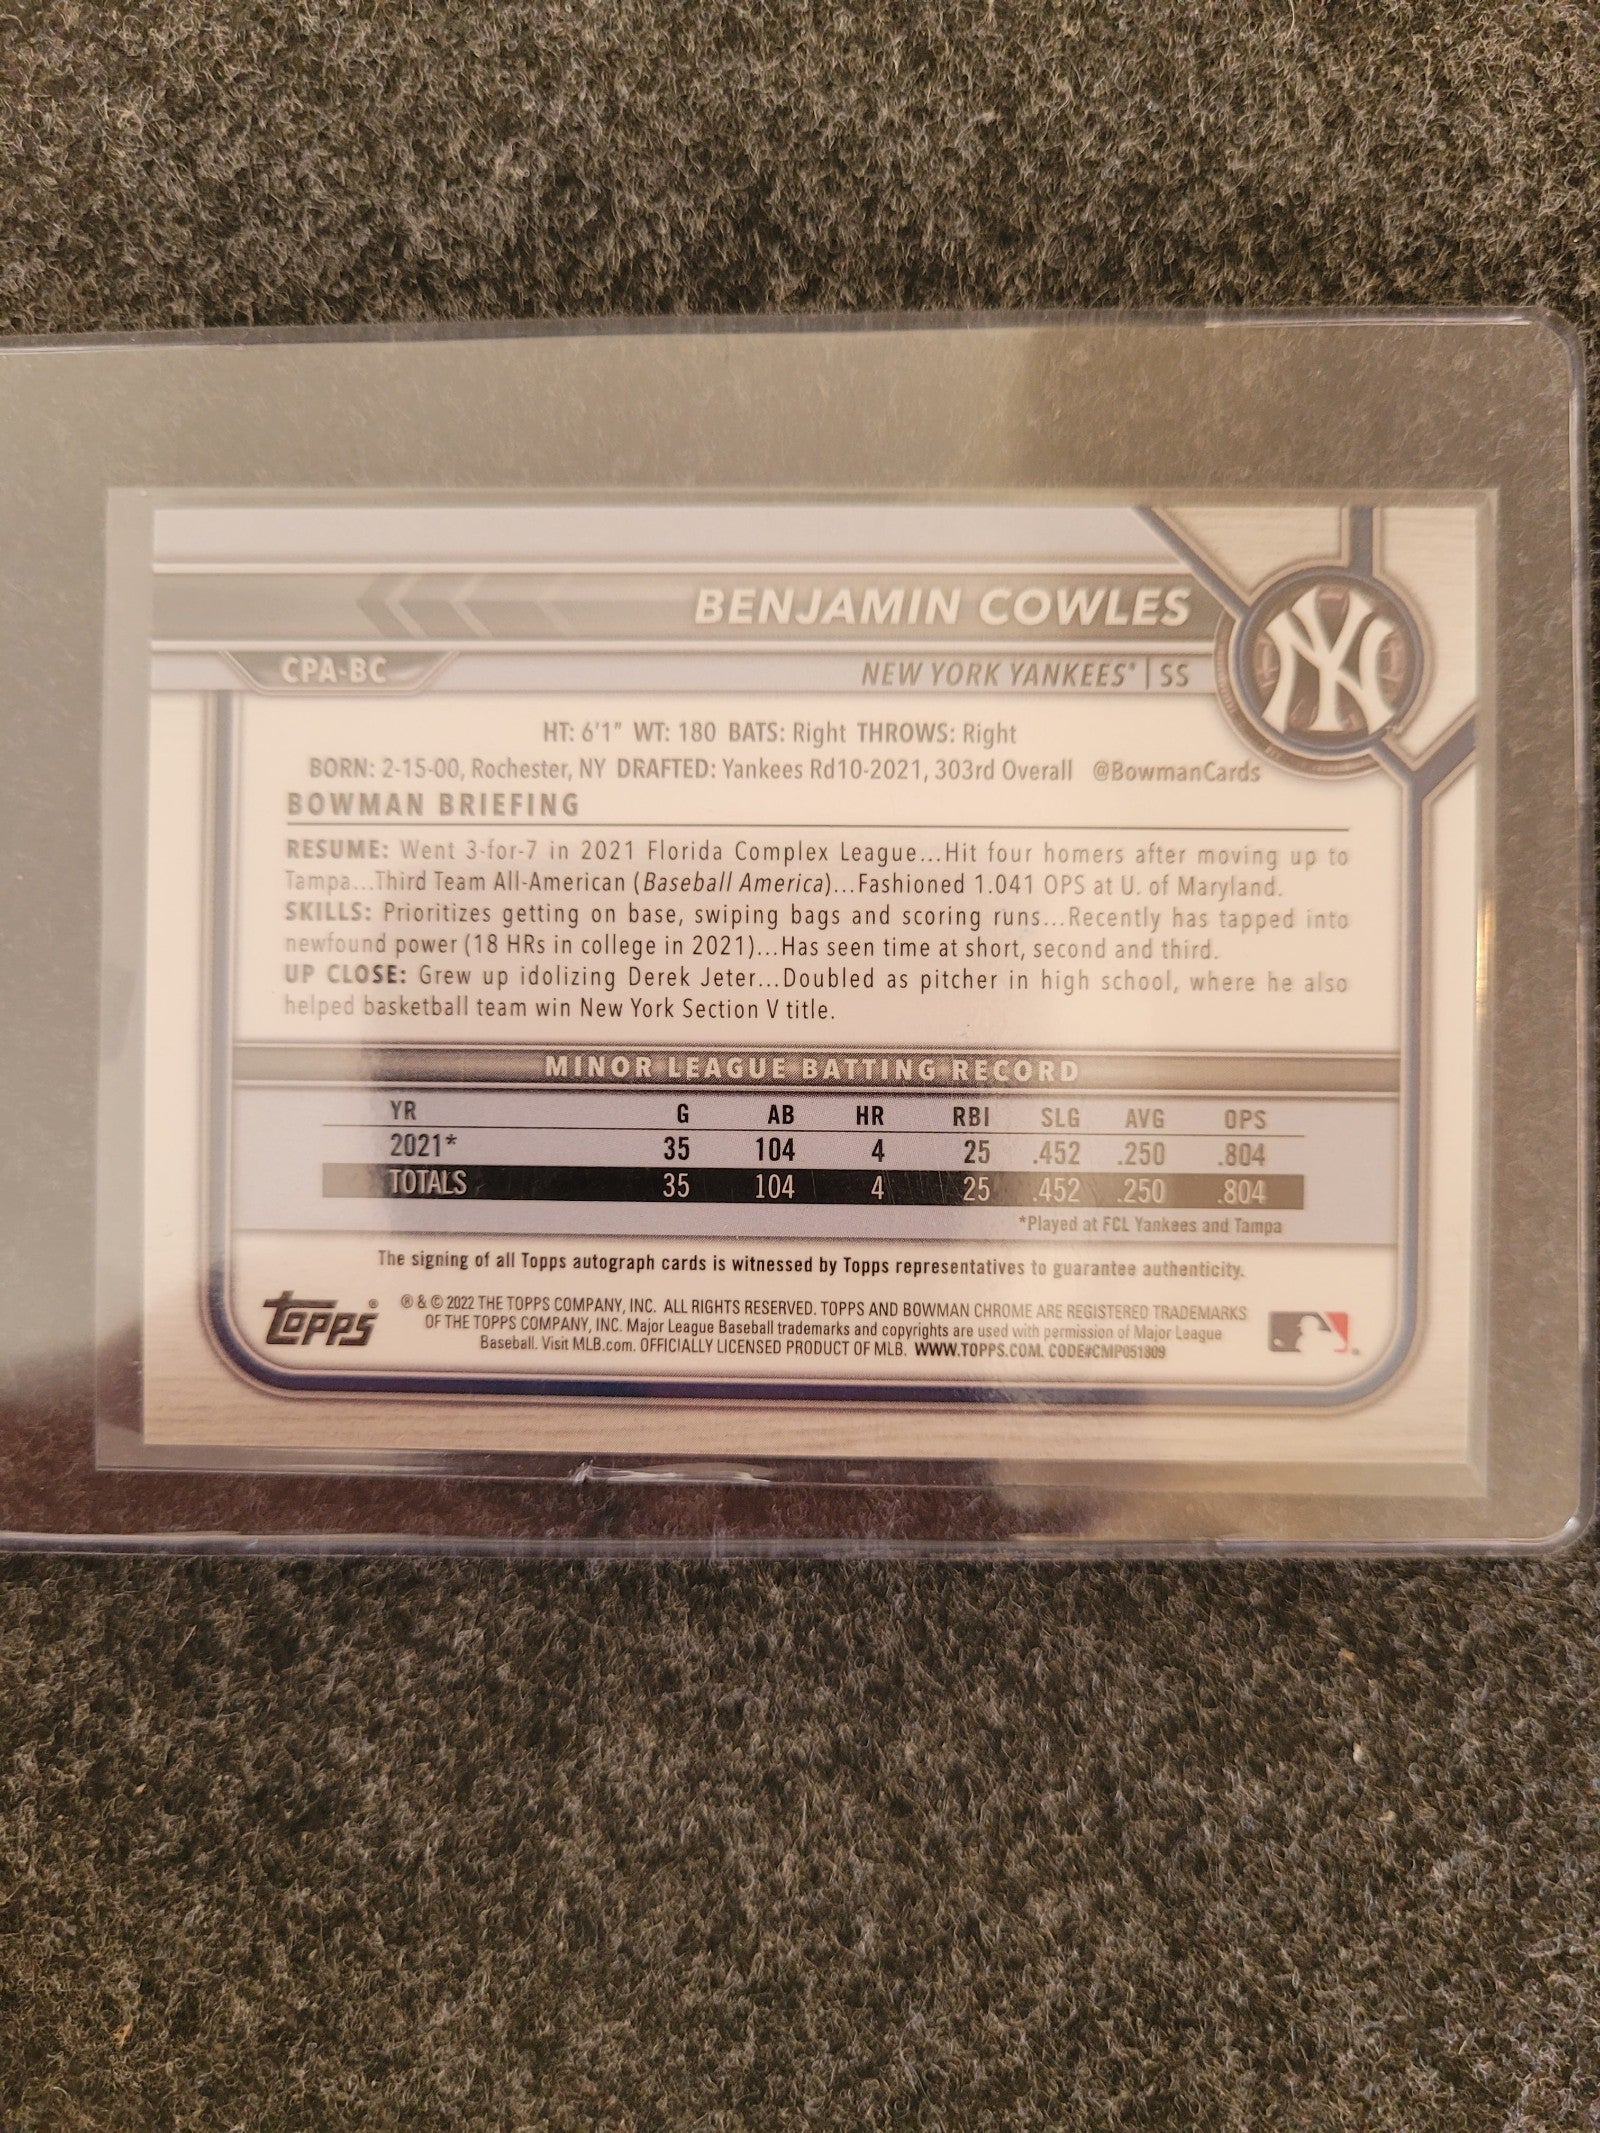 BENJAMIN COWLES
CPA-BC
NEW YORK YANKEES® | SS
NY
HT: 6'1" WT: 180 BATS: Right THROWS: Right
BORN: 2-15-00, Rochester, NY DRAFTED: Yankees Rd10-2021, 303rd Overall @BowmanCards
BOWMAN BRIEFING
RESUME: Went 3-for-7 in 2021 Florida Complex League...Hit four homers after moving up to
Tampa...Third Team All-American (Baseball America)...Fashioned 1.041 OPS at U. of Maryland.
SKILLS: Prioritizes getting on base, swiping bags and scoring runs...Recently has tapped into
newfound power (18 HRs in college in 2021)...Has seen time at short, second and third.
UP CLOSE: Grew up idolizing Derek Jeter...Doubled as pitcher in high school, where he also
helped basketball team win New York Section V title.
MINOR LEAGUE BATTING RECORD
YR G AB HR RBI SLG AVG OPS
2021* 35 104 4 25 .452 .250 .804
TOTALS 35 104 4 25 .452 .250 .804
*Played at FCL Yankees and Tampa
The signing of all Topps autograph cards is witnessed by Topps representatives to guarantee authenticity.
topps®
® & © 2022 THE TOPPS COMPANY, INC. ALL RIGHTS RESERVED. TOPPS AND BOWMAN CHROME ARE REGISTERED TRADEMARKS
OF THE TOPPS COMPANY, INC. Major League Baseball trademarks and copyrights are used with permission of Major League
Baseball. Visit MLB.com. OFFICIALLY LICENSED PRODUCT OF MLB. WWW.TOPPS.COM. CODE#CMP051809